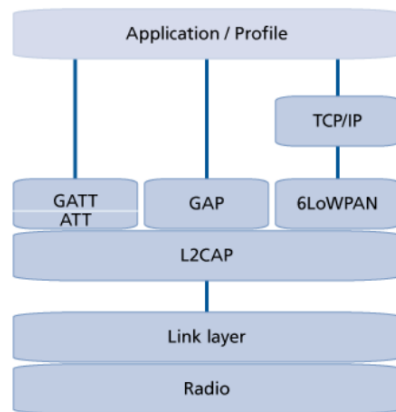 Application / Profile
TCP/IP
GATT
ATT
GAP
6LoWPAN
L2CAP
Link layer
Radio